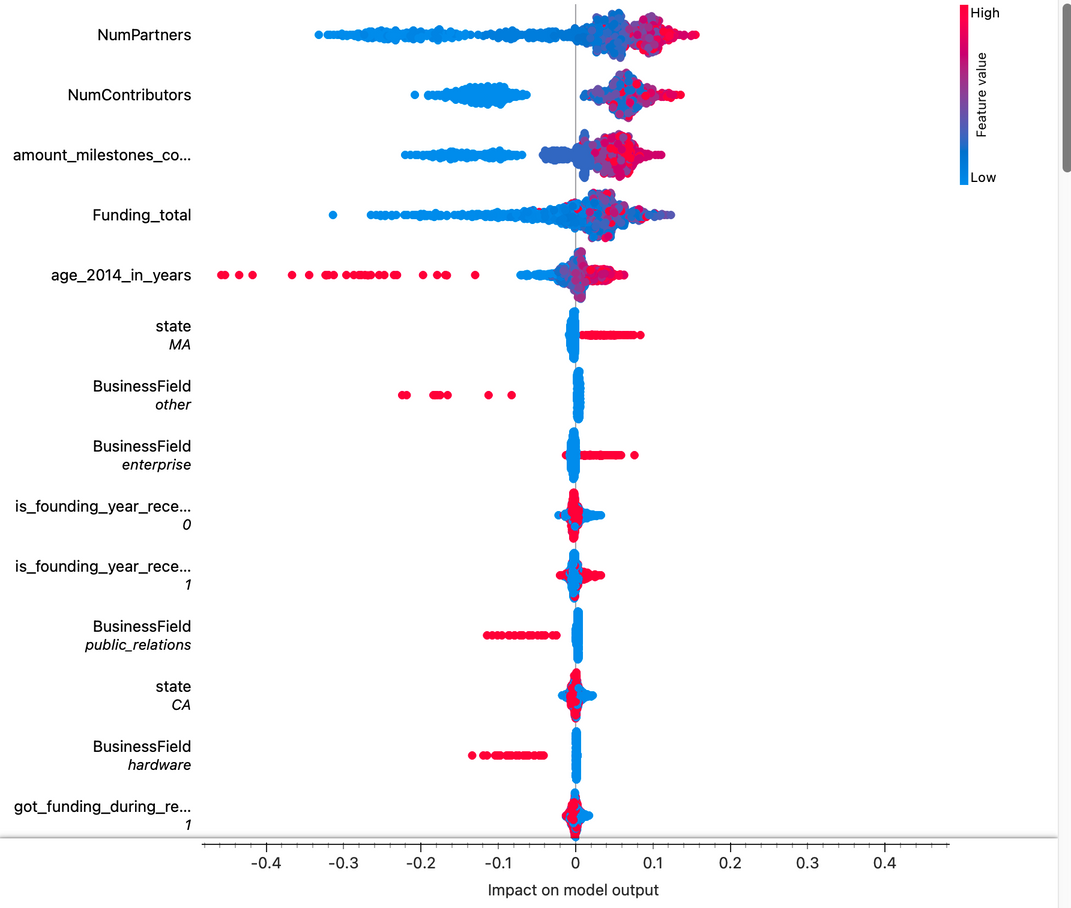 NumPartners
NumContributors
amount_milestones_co...
Funding_total
age_2014_in_years
state
MA
BusinessField
other
BusinessField
enterprise
is_founding_year_rece...
0
is_founding_year_rece...
1
BusinessField
public_relations
state
CA
BusinessField
hardware
got_funding_during_re...
1
High
Feature value
Low
-0.4 -0.3 -0.2 -0.1 0 0.1 0.2 0.3 0.4
Impact on model output